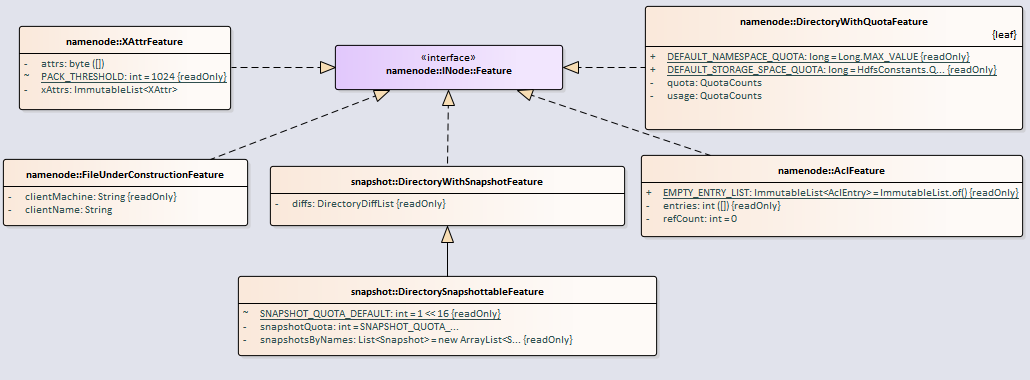 namenode::XAttrFeature
- attrs: byte ([])
~ PACK_THRESHOLD: int = 1024 {readOnly}
- xAttrs: ImmutableList<XAttr>
«interface»
namenode::INode::Feature
namenode::DirectoryWithQuotaFeature
{leaf}
+ DEFAULT_NAMESPACE_QUOTA: long = Long.MAX_VALUE {readOnly}
+ DEFAULT_STORAGE_SPACE_QUOTA: long = HdfsConstants.Q... {readOnly}
- quota: QuotaCounts
- usage: QuotaCounts
namenode::FileUnderConstructionFeature
- clientMachine: String {readOnly}
- clientName: String
snapshot::DirectoryWithSnapshotFeature
- diffs: DirectoryDiffList {readOnly}
namenode::AclFeature
+ EMPTY_ENTRY_LIST: ImmutableList<AclEntry> = ImmutableList.of() {readOnly}
- entries: int ([]) {readOnly}
- refCount: int = 0
snapshot::DirectorySnapshottableFeature
~ SNAPSHOT_QUOTA_DEFAULT: int = 1 << 16 {readOnly}
- snapshotQuota: int = SNAPSHOT_QUOTA_...
- snapshotsByNames: List<Snapshot> = new ArrayList<S... {readOnly}